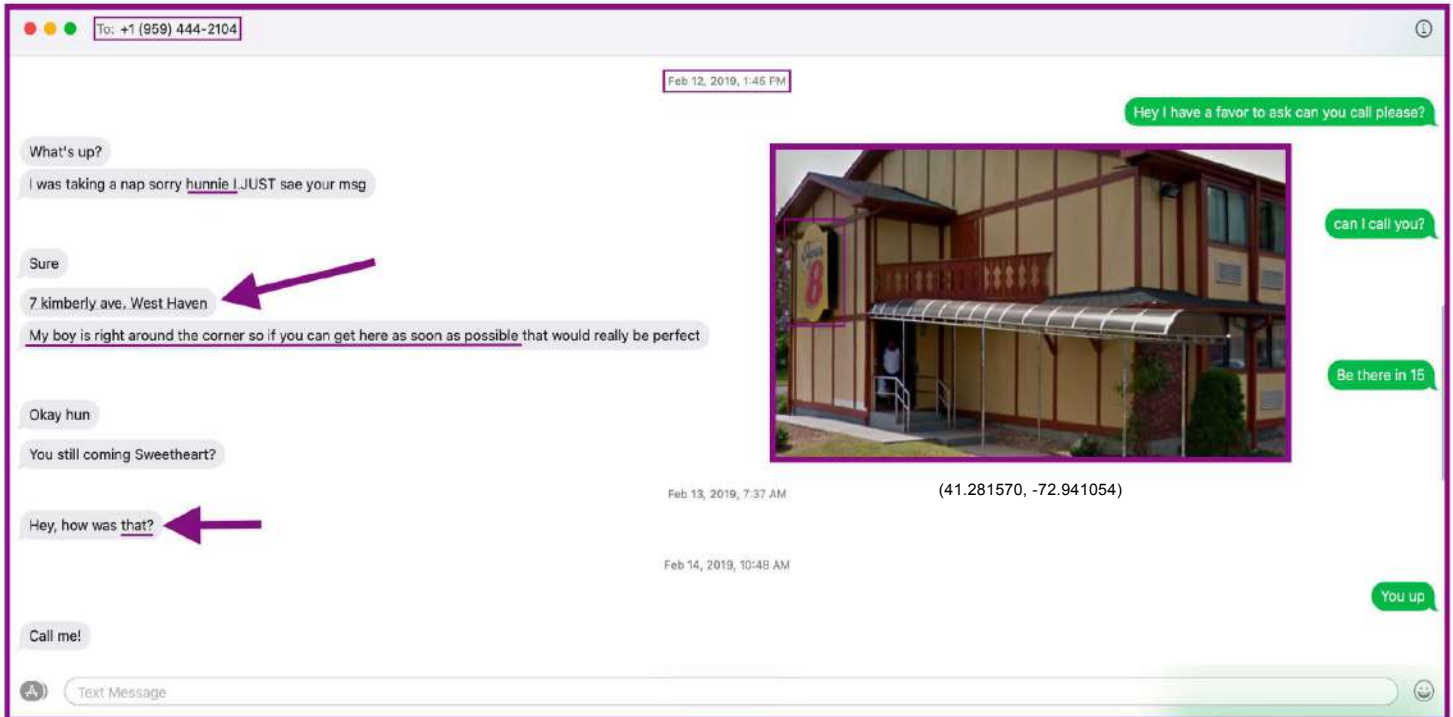 To: +1 (959) 444-2104
Feb 12, 2019, 1:45 PM
Hey I have a favor to ask can you call please?
What's up?
I was taking a nap sorry hunnie I.JUST sae your msg
can I call you?
Sure
7 kimberly ave. West Haven
My boy is right around the corner so if you can get here as soon as possible that would really be perfect
Super
8
Be there in 15
Okay hun
You still coming Sweetheart?
Feb 13, 2019, 7:37 AM
(41.281570, -72.941054)
Hey, how was that?
Feb 14, 2019, 10:48 AM
You up
Call me!
Text Message